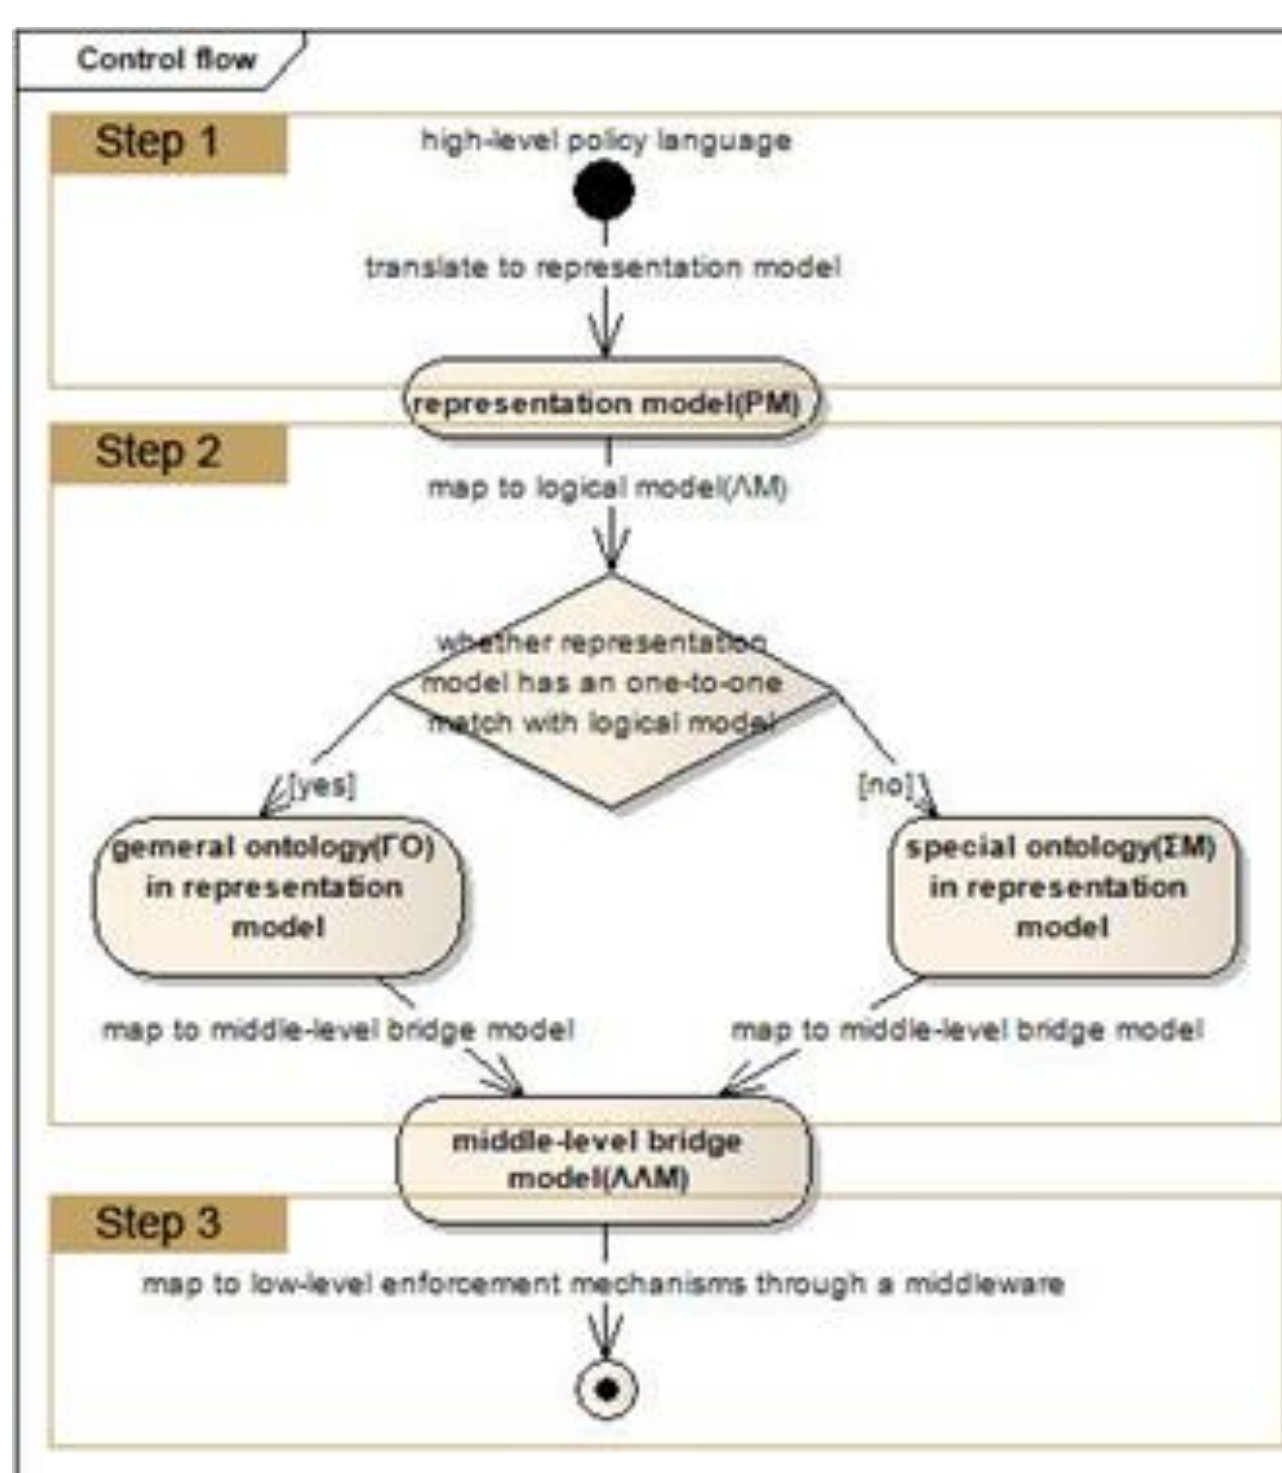 Control flow
Step 1
high-level policy language
translate to representation model
representation model(PM)
Step 2
map to logical model(ΛM)
whether representation
model has an one-to-one
match with logical model
[yes]
[no]
gemeral ontology(ΓO)
in representation
model
special ontology(ΣM)
in representation
model
map to middle-level bridge model
map to middle-level bridge model
middle-level bridge
model(ΛΛM)
Step 3
map to low-level enforcement mechanisms through a middleware